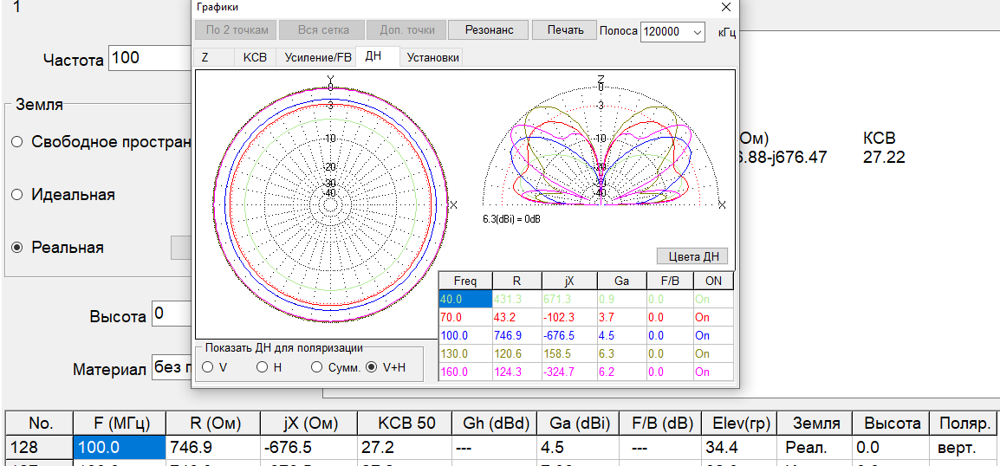 1
Графики
По 2 точкам Вся сетка Доп. точки Резонанс Печать Полоса 120000 кГц
Z КСВ Усиление/FB ДН Установки
Частота 100
Земля
Свободное простран
Идеальная
Реальная
Высота 0
Материал без
Y
0
-3
-10
-20
-30
-40
X
Z
0
-3
-10
-20
-40
X
6.3(dBi) = 0dB
Цвета ДН
Freq R jX Ga F/B ON
40.0 431.3 671.3 0.9 0.0 On
70.0 43.2 -102.3 3.7 0.0 On
100.0 746.9 -676.5 4.5 0.0 On
130.0 120.6 158.5 6.3 0.0 On
160.0 124.3 -324.7 6.2 0.0 On
Показать ДН для поляризации
V H Сумм. V+H
Ом) КСВ
6.88-j676.47 27.22
No. F (МГц) R (Ом) jX (Ом) КСВ 50 Gh (dBd) Ga (dBi) F/B (dB) Elev(гр) Земля Высота Поляр.
128 100.0 746.9 -676.5 27.2 --- 4.5 --- 34.4 Реал. 0.0 верт.